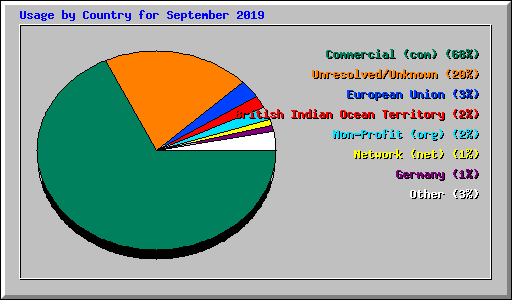 Usage by Country for September 2019
Commercial (com) (68%)
Unresolved/Unknown (20%)
European Union (3%)
British Indian Ocean Territory (2%)
Non-Profit (org) (2%)
Network (net) (1%)
Germany (1%)
Other (3%)